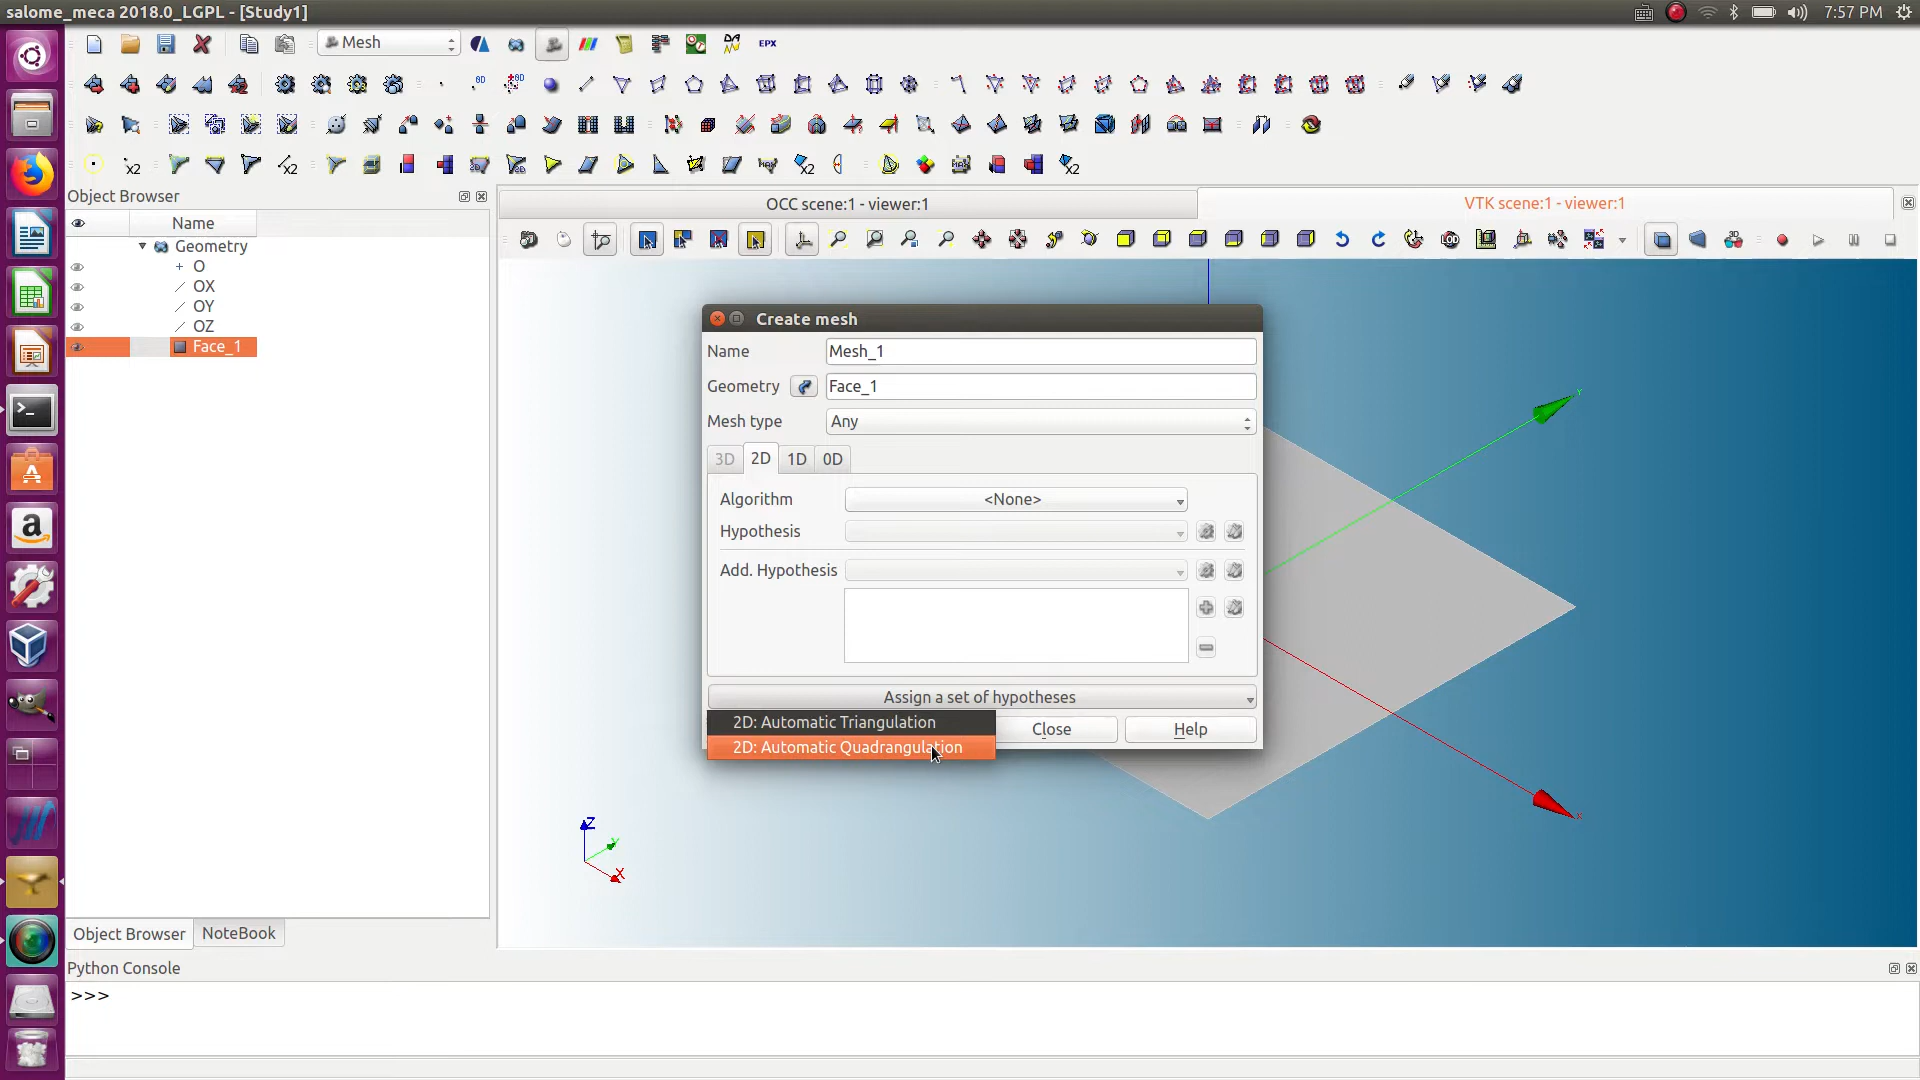 salome_meca 2018.0_LGPL - [Study1]
7:57 PM
Mesh
EPX
Object Browser
OCC scene:1 - viewer:1
VTK scene:1 - viewer:1
Name
Geometry
O
OX
OY
OZ
Face_1
Create mesh
Name
Mesh_1
Geometry
Face_1
Mesh type
Any
3D
2D
1D
0D
Algorithm
<None>
Hypothesis
Add. Hypothesis
Assign a set of hypotheses
2D: Automatic Triangulation
2D: Automatic Quadrangulation
Close
Help
Z
Y
X
Object Browser
NoteBook
Python Console
>>>